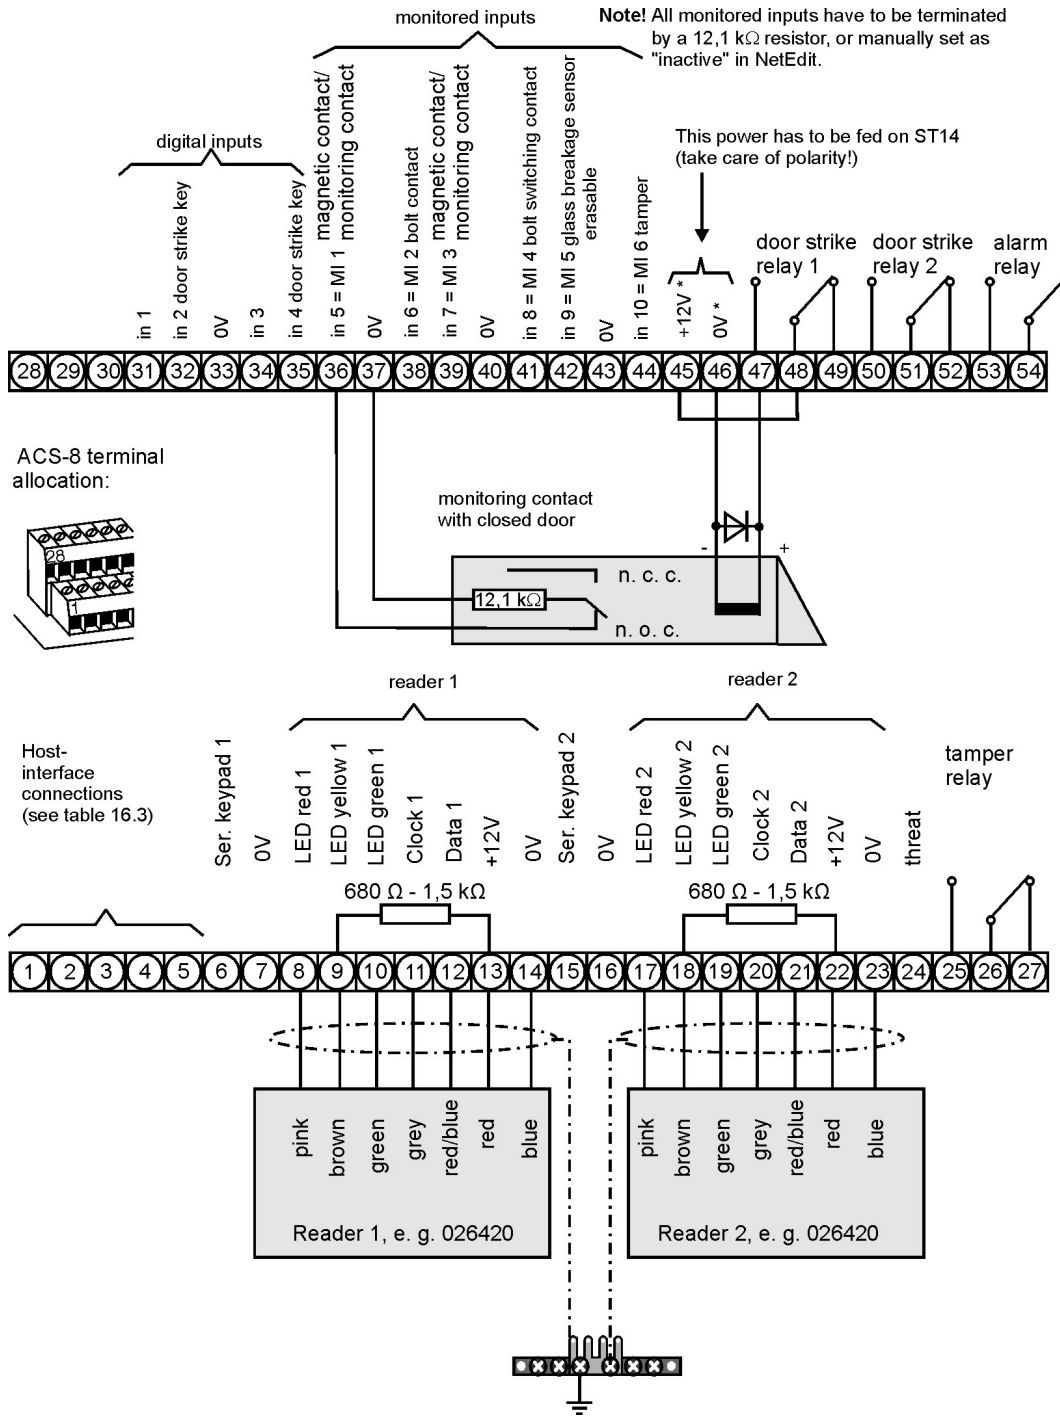 monitored inputs
Note! All monitored inputs have to be terminated
by a 12,1 kΩ resistor, or manually set as
"inactive" in NetEdit.
digital inputs
This power has to be fed on ST14
(take care of polarity!)
in 1
in 2 door strike key
0V
in 3
in 4 door strike key
in 5 = MI 1
magnetic contact/
monitoring contact
0V
in 6 = MI 2 bolt contact
in 7 = MI 3
magnetic contact/
monitoring contact
0V
in 8 = MI 4 bolt switching contact
in 9 = MI 5 glass breakage sensor
erasable
0V
in 10 = MI 6 tamper
+12V *
0V *
door strike
relay 1
door strike
relay 2
alarm
relay
28 29 30 31 32 33 34 35 36 37 38 39 40 41 42 43 44 45 46 47 48 49 50 51 52 53 54
ACS-8 terminal
allocation:
28
1
monitoring contact
with closed door
- +
n. c. c.
12,1 kΩ
n. o. c.
reader 1
reader 2
Host-
interface
connections
(see table 16.3)
Ser. keypad 1
0V
LED red 1
LED yellow 1
LED green 1
Clock 1
Data 1
+12V
0V
Ser. keypad 2
0V
LED red 2
LED yellow 2
LED green 2
Clock 2
Data 2
+12V
0V
threat
tamper
relay
680 Ω - 1,5 kΩ
680 Ω - 1,5 kΩ
1 2 3 4 5 6 7 8 9 10 11 12 13 14 15 16 17 18 19 20 21 22 23 24 25 26 27
pink
brown
green
grey
red/blue
red
blue
Reader 1, e. g. 026420
pink
brown
green
grey
red/blue
red
blue
Reader 2, e. g. 026420